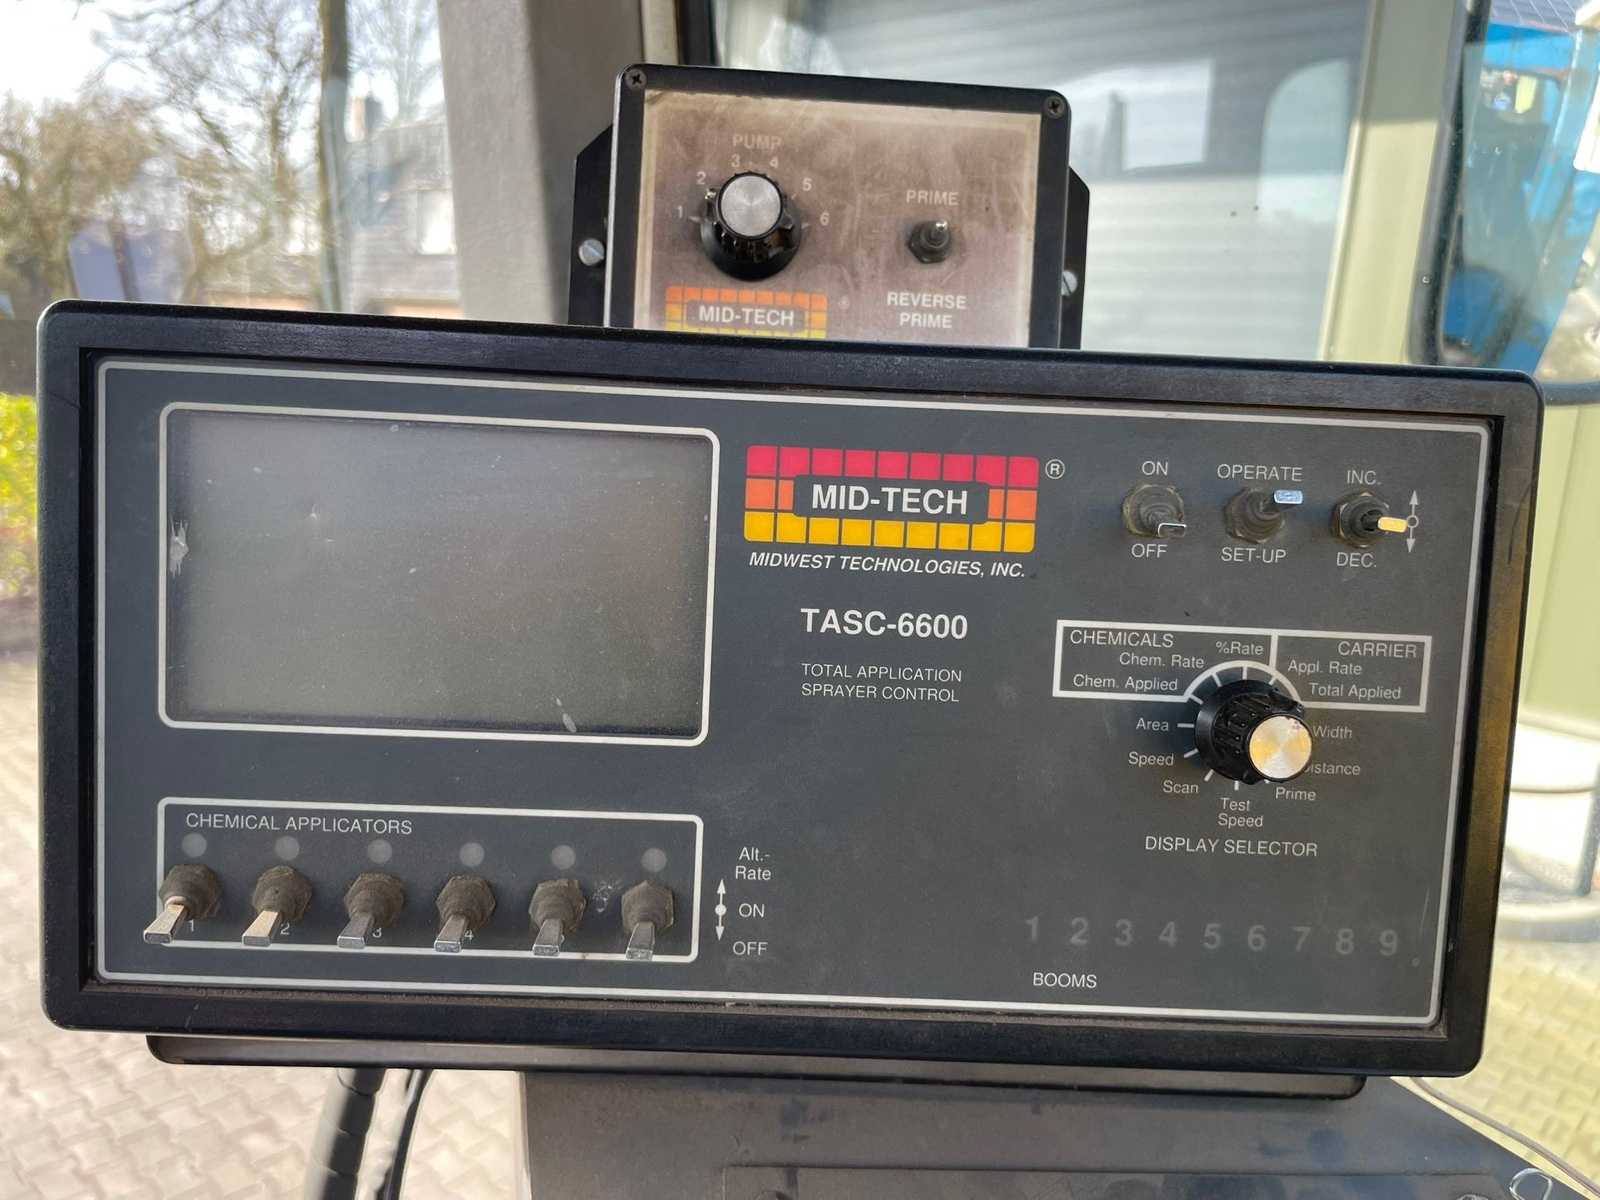 PUMP
1 2 3 4 5 6
PRIME
REVERSE
PRIME
MID-TECH
MID-TECH
®
MIDWEST TECHNOLOGIES, INC.
TASC-6600
TOTAL APPLICATION
SPRAYER CONTROL
ON
OFF
OPERATE
SET-UP
INC.
DEC.
CHEMICALS
%Rate
Chem. Rate
Chem. Applied
CARRIER
Appl. Rate
Total Applied
Area
Speed
Scan
Test
Speed
Prime
Distance
Width
DISPLAY SELECTOR
CHEMICAL APPLICATORS
1 2 3 4
Alt.-
Rate
ON
OFF
1 2 3 4 5 6 7 8 9
BOOMS